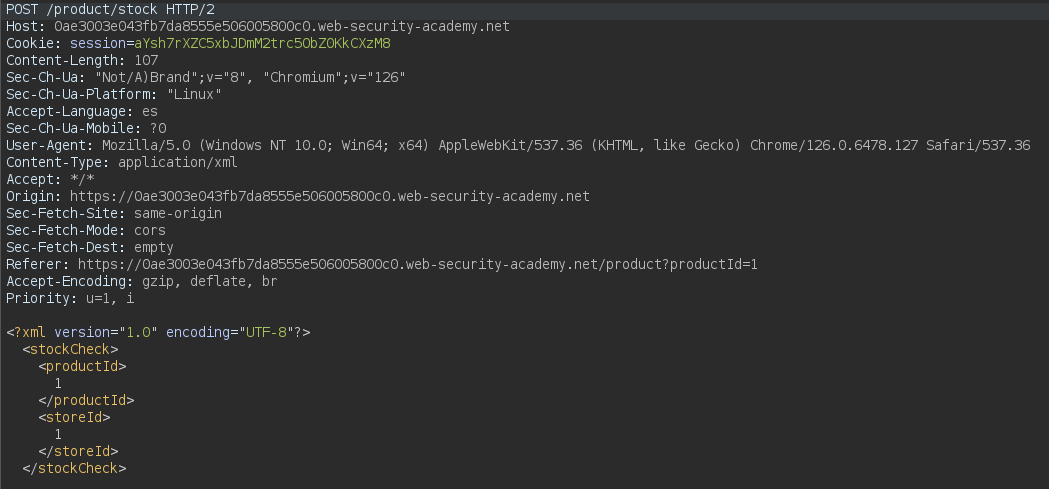 POST /product/stock HTTP/2
Host: 0ae3003e043fb7da8555e506005800c0.web-security-academy.net
Cookie: session=aYsh7rXZC5xbJDmM2trc5ObZ0KkCXzM8
Content-Length: 107
Sec-Ch-Ua: "Not/A)Brand";v="8", "Chromium";v="126"
Sec-Ch-Ua-Platform: "Linux"
Accept-Language: es
Sec-Ch-Ua-Mobile: ?0
User-Agent: Mozilla/5.0 (Windows NT 10.0; Win64; x64) AppleWebKit/537.36 (KHTML, like Gecko) Chrome/126.0.6478.127 Safari/537.36
Content-Type: application/xml
Accept: */*
Origin: https://0ae3003e043fb7da8555e506005800c0.web-security-academy.net
Sec-Fetch-Site: same-origin
Sec-Fetch-Mode: cors
Sec-Fetch-Dest: empty
Referer: https://0ae3003e043fb7da8555e506005800c0.web-security-academy.net/product?productId=1
Accept-Encoding: gzip, deflate, br
Priority: u=1, i

<?xml version="1.0" encoding="UTF-8"?>
  <stockCheck>
    <productId>
      1
    </productId>
    <storeId>
      1
    </storeId>
  </stockCheck>